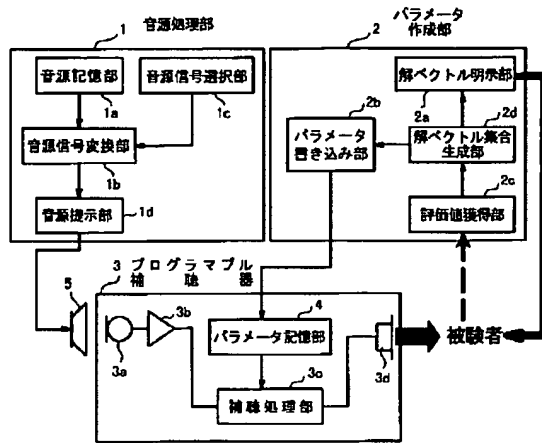 1 音源処理部
音源記憶部
1a
音源信号選択部
1c
音源信号変換部
1b
音源提示部
1d
パラメータ
作成部
2
解ベクトル明示部
2a
2b
パラメータ
書き込み部
2d
解ベクトル集合
生成部
2c
評価値獲得部
3 プログラマブル
補聴器
5
3a
3b
4
パラメータ記憶部
3c
補聴処理部
3d
被験者